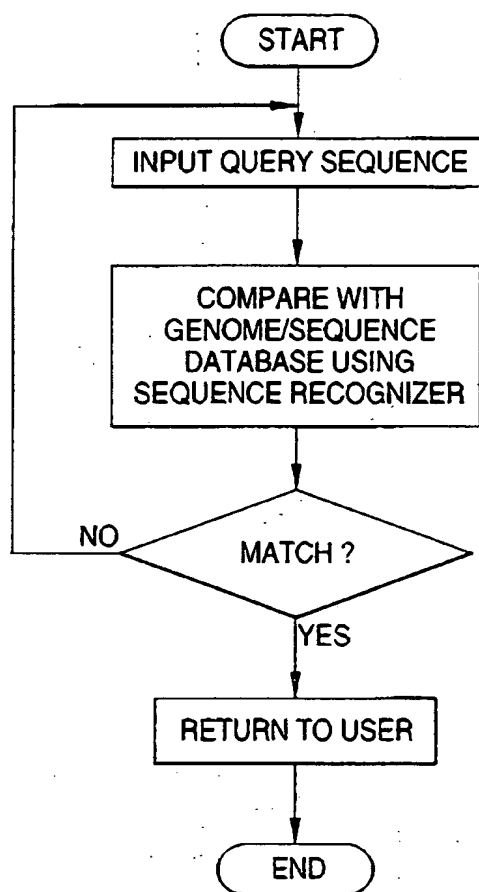 START
INPUT QUERY SEQUENCE
COMPARE WITH
GENOME/SEQUENCE
DATABASE USING
SEQUENCE RECOGNIZER
NO
MATCH ?
YES
RETURN TO USER
END